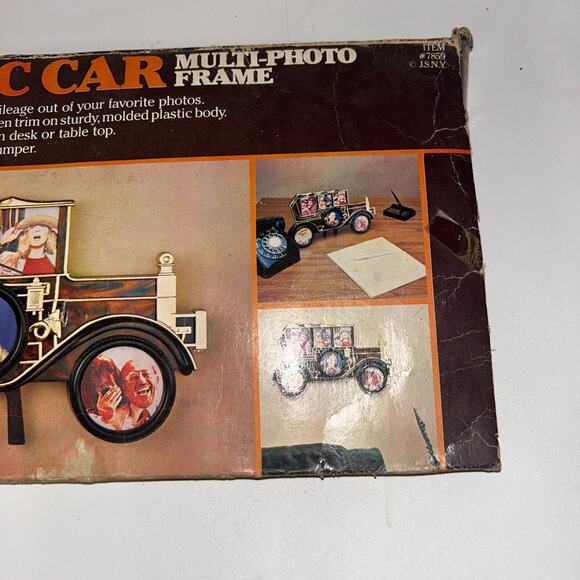 C CAR MULTI-PHOTO
FRAME
ITEM
#7859
© J.S.N.Y.
ileage out of your favorite photos.
en trim on sturdy, molded plastic body.
n desk or table top.
umper.